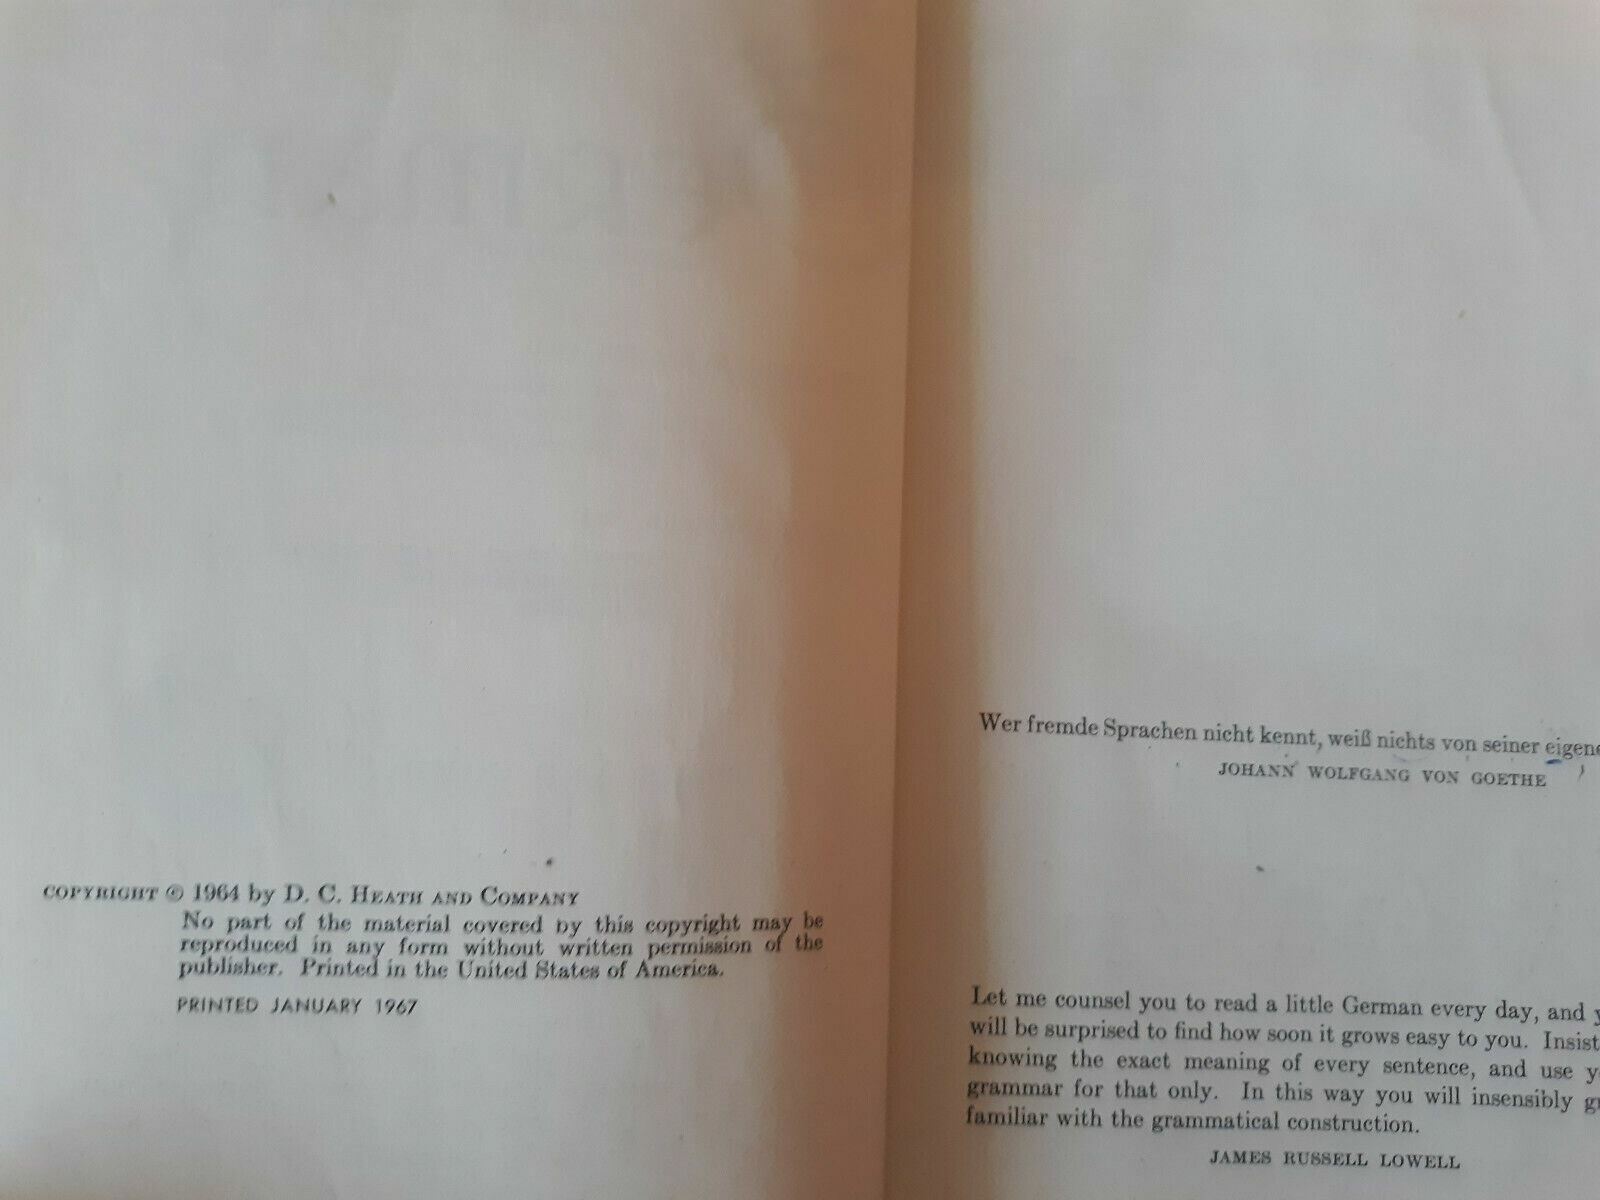 COPYRIGHT © 1964 by D. C. HEATH AND COMPANY
No part of the material covered by this copyright may be
reproduced in any form without written permission of the
publisher. Printed in the United States of America.
PRINTED JANUARY 1967
Wer fremde Sprachen nicht kennt, weiß nichts von seiner
JOHANN WOLFGANG VON GOETHE
Let me counsel you to read a little German every day, and
will be surprised to find how soon it grows easy to you. Insist
knowing the exact meaning of every sentence, and use
grammar for that only. In this way you will insensibly
familiar with the grammatical construction.
JAMES RUSSELL LOWELL